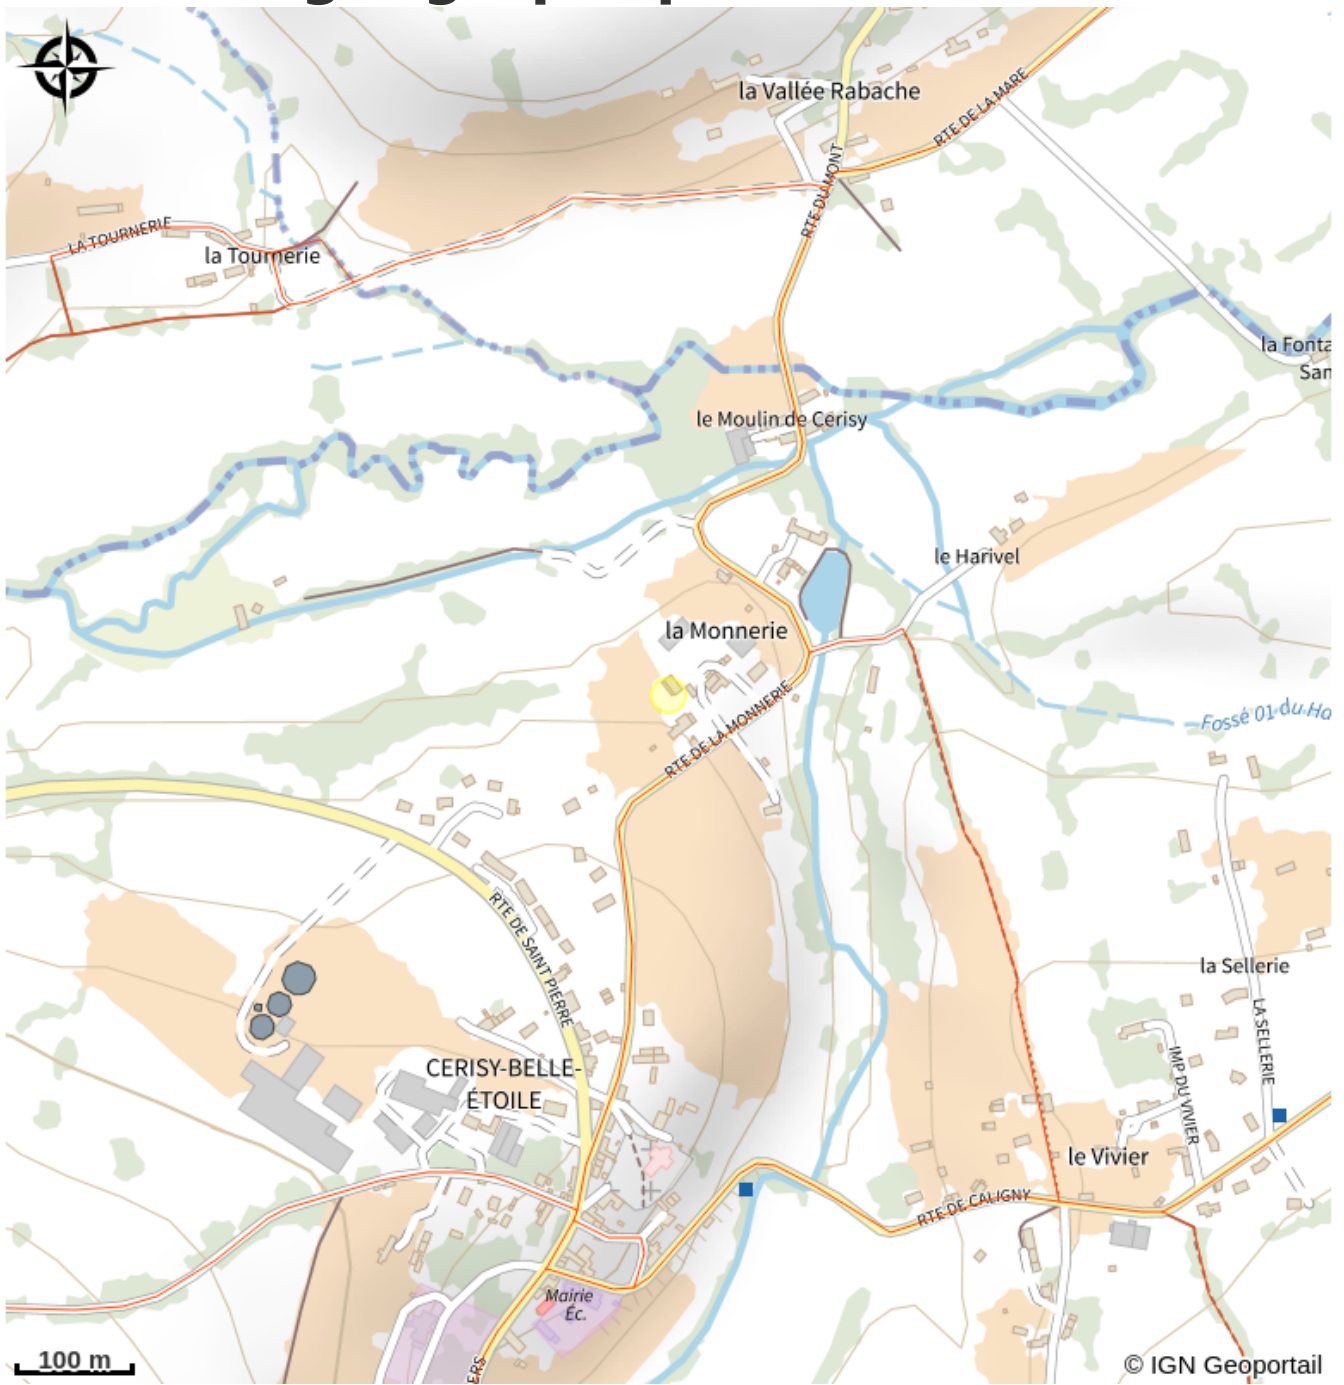 la Vallée Rabache
RTE DE LA MARE
RTE DU MONT
LA TOURNERIE
la Tournerie
la Fonta
San
le Moulin de Cerisy
le Harivel
la Monnerie
RTE DE LA MONNERIE
Fossé 01 du Ha
RTE DE SAINT PIERRE
la Sellerie
LA SELLERIE
CERISY-BELLE-
ÉTOILE
IMP DU VIVIER
le Vivier
RTE DE CALIGNY
Mairie
Éc.
ERS
100 m
© IGN Geoportail